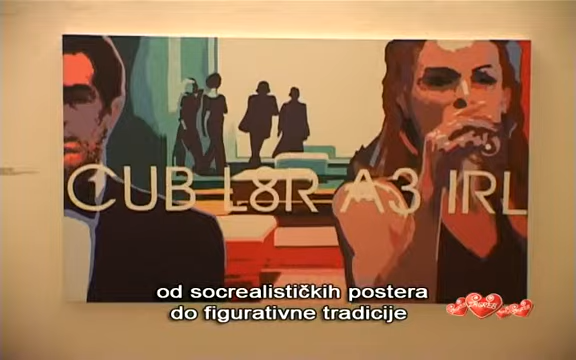 CUB L8R A3 IRL
od socrealističkih postera
do figurativne tradicije